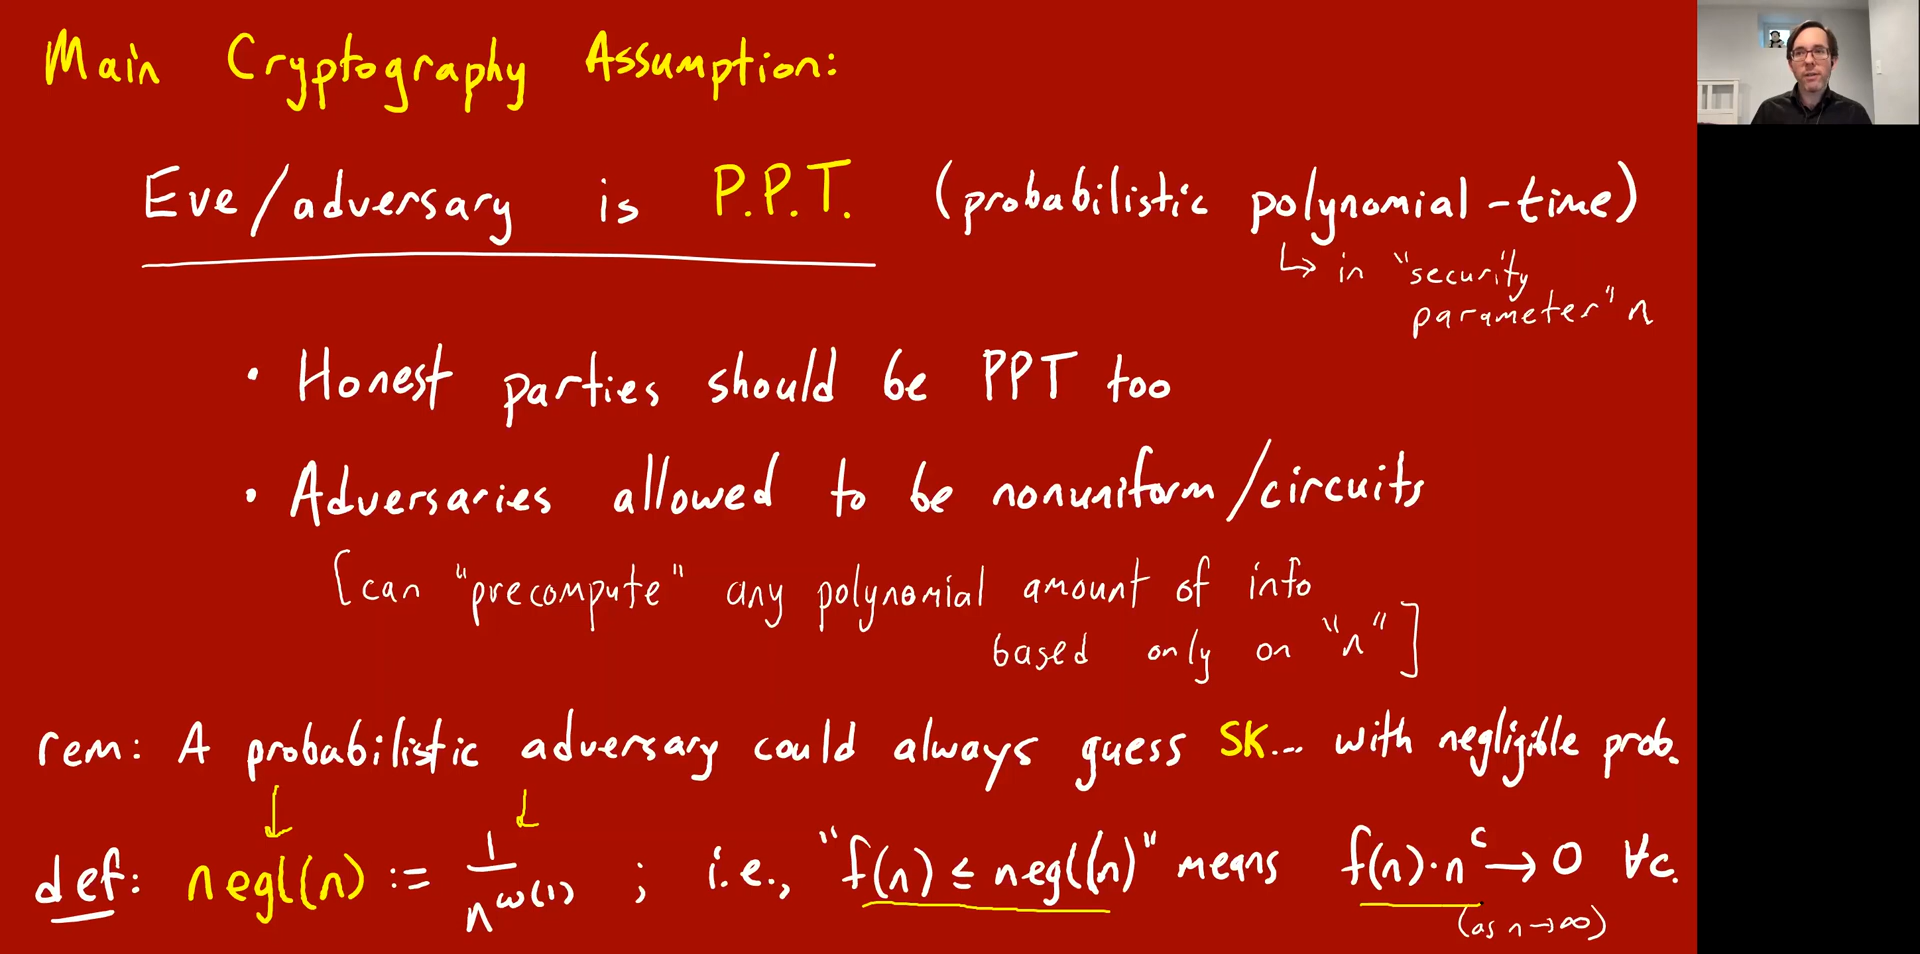 Main Cryptography Assumption:
Eve/adversary is P.P.T. (probabilistic polynomial-time)
↳ in "security
parameter" n
• Honest parties should be PPT too
• Adversaries allowed to be nonuniform/circuits
[can "precompute" any polynomial amount of info
based only on "n"]
rem: A probabilistic adversary could always guess SK... with negligible prob.
def: negl(n) := 1/n^ω(1) ; i.e., "f(n) ≤ negl(n)" means f(n)·n^c → 0 ∀c.
(as n→∞)